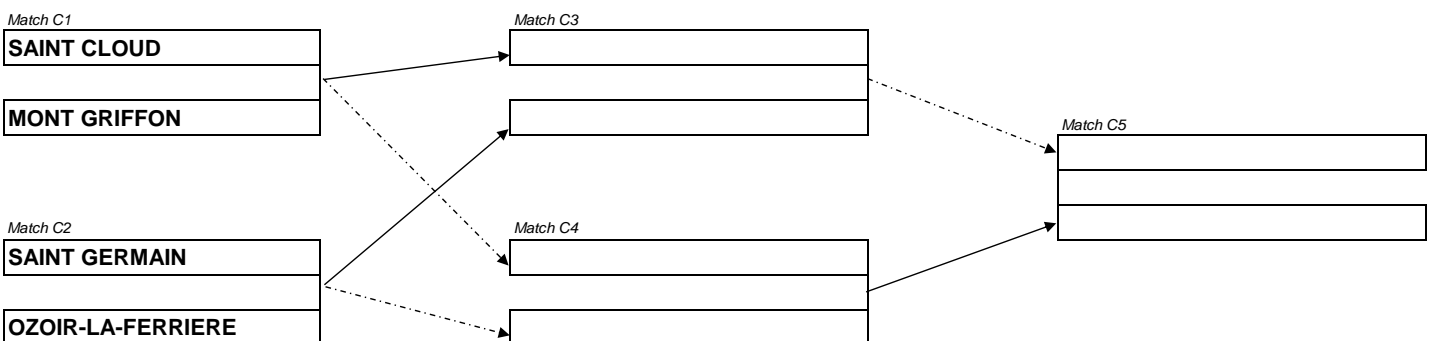 Match C1
SAINT CLOUD
MONT GRIFFON
Match C2
SAINT GERMAIN
OZOIR-LA-FERRIERE
Match C3
Match C4
Match C5